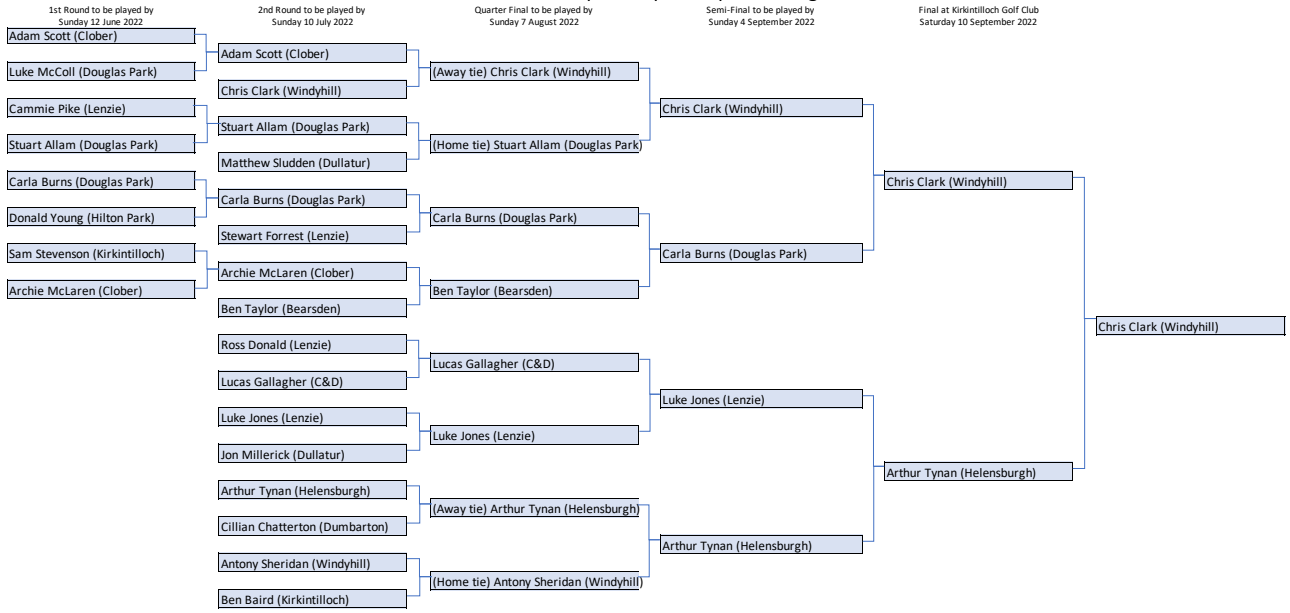 1st Round to be played by
Sunday 12 June 2022
2nd Round to be played by
Sunday 10 July 2022
Quarter Final to be played by
Sunday 7 August 2022
Semi-Final to be played by
Sunday 4 September 2022
Final at Kirkintilloch Golf Club
Saturday 10 September 2022
Adam Scott (Clober)
Luke McColl (Douglas Park)
Cammie Pike (Lenzie)
Stuart Allam (Douglas Park)
Carla Burns (Douglas Park)
Donald Young (Hilton Park)
Sam Stevenson (Kirkintilloch)
Archie McLaren (Clober)
Adam Scott (Clober)
Chris Clark (Windyhill)
Stuart Allam (Douglas Park)
Matthew Sludden (Dullatur)
Carla Burns (Douglas Park)
Stewart Forrest (Lenzie)
Archie McLaren (Clober)
Ben Taylor (Bearsden)
Ross Donald (Lenzie)
Lucas Gallagher (C&D)
Luke Jones (Lenzie)
Jon Millerick (Dullatur)
Arthur Tynan (Helensburgh)
Cillian Chatterton (Dumbarton)
Antony Sheridan (Windyhill)
Ben Baird (Kirkintilloch)
(Away tie) Chris Clark (Windyhill)
(Home tie) Stuart Allam (Douglas Park)
Carla Burns (Douglas Park)
Ben Taylor (Bearsden)
Lucas Gallagher (C&D)
Luke Jones (Lenzie)
(Away tie) Arthur Tynan (Helensburgh)
(Home tie) Antony Sheridan (Windyhill)
Chris Clark (Windyhill)
Carla Burns (Douglas Park)
Luke Jones (Lenzie)
Arthur Tynan (Helensburgh)
Chris Clark (Windyhill)
Arthur Tynan (Helensburgh)
Chris Clark (Windyhill)